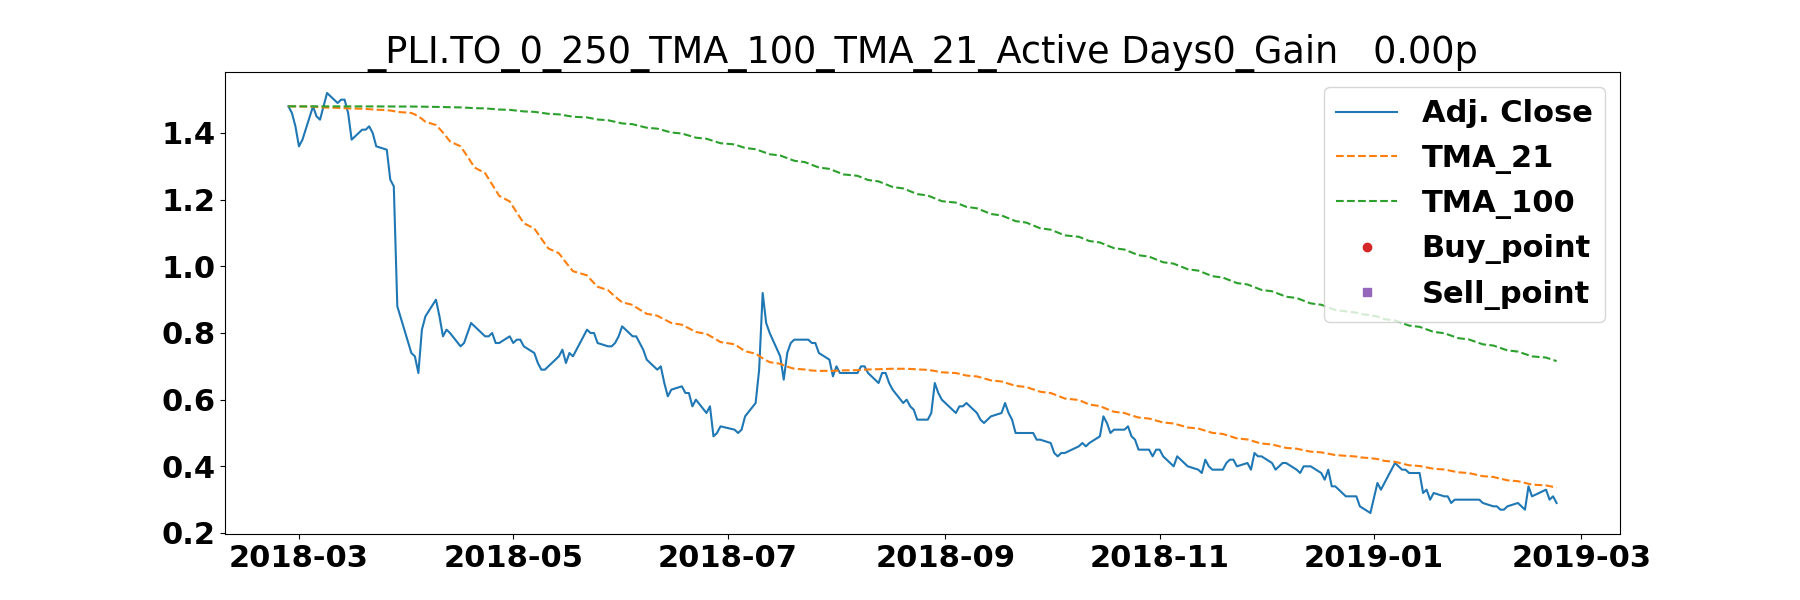 _PLI.TO_0_250_TMA_100_TMA_21_Active Days0_Gain   0.00p
Adj. Close
TMA_21
TMA_100
Buy_point
Sell_point
1.4
1.2
1.0
0.8
0.6
0.4
0.2
2018-03 2018-05 2018-07 2018-09 2018-11 2019-01 2019-03